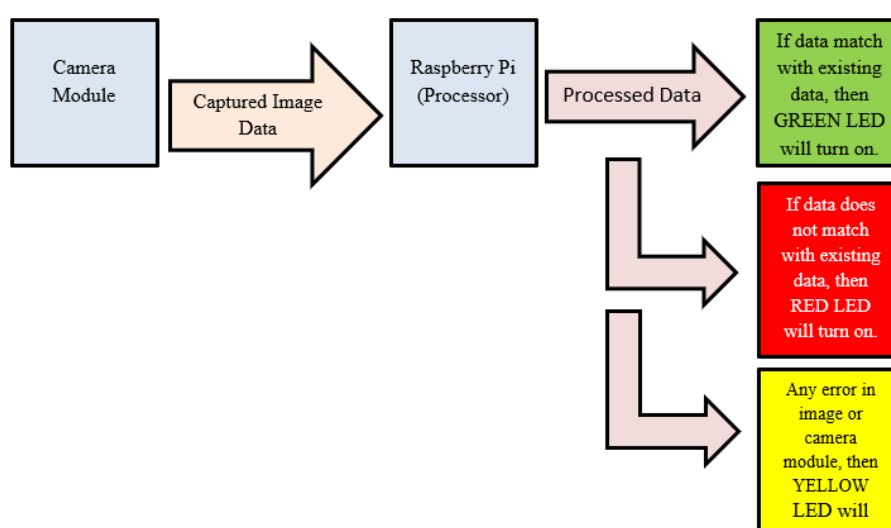 Camera
Module
Captured Image
Data
Raspberry Pi
(Processor)
Processed Data
If data match
with existing
data, then
GREEN LED
will turn on.
If data does
not match
with existing
data, then
RED LED
will turn on.
Any error in
image or
camera
module, then
YELLOW
LED will